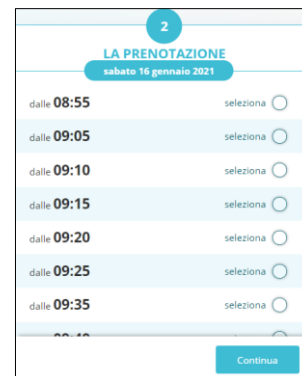 2
LA PRENOTAZIONE
sabato 16 gennaio 2021
dalle 08:55 seleziona
dalle 09:05 seleziona
dalle 09:10 seleziona
dalle 09:15 seleziona
dalle 09:20 seleziona
dalle 09:25 seleziona
dalle 09:35 seleziona
Continua